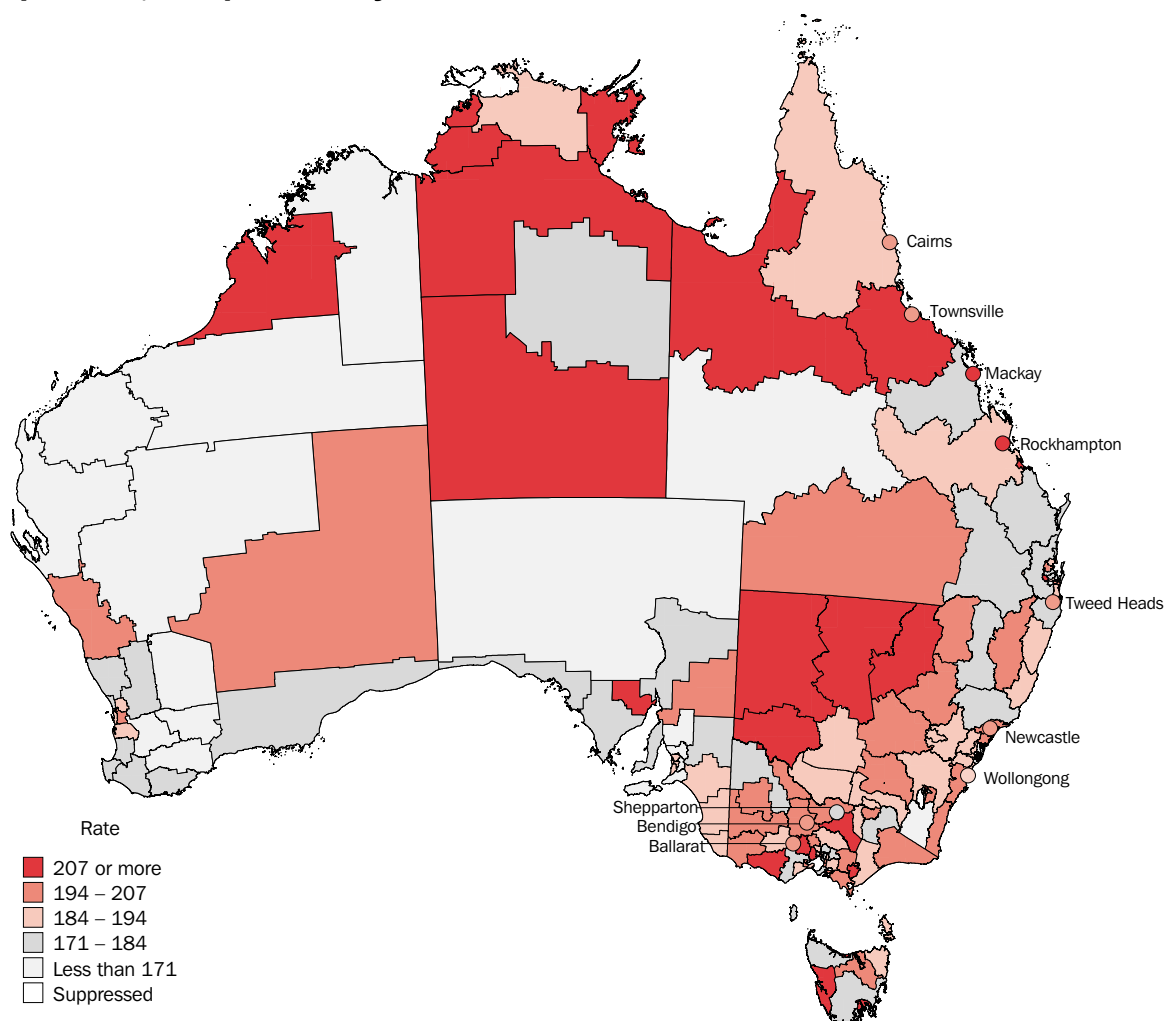 Cairns
Townsville
Mackay
Rockhampton
Tweed Heads
Newcastle
Wollongong
Shepparton
Bendigo
Ballarat
Rate
207 or more
194 – 207
184 – 194
171 – 184
Less than 171
Suppressed